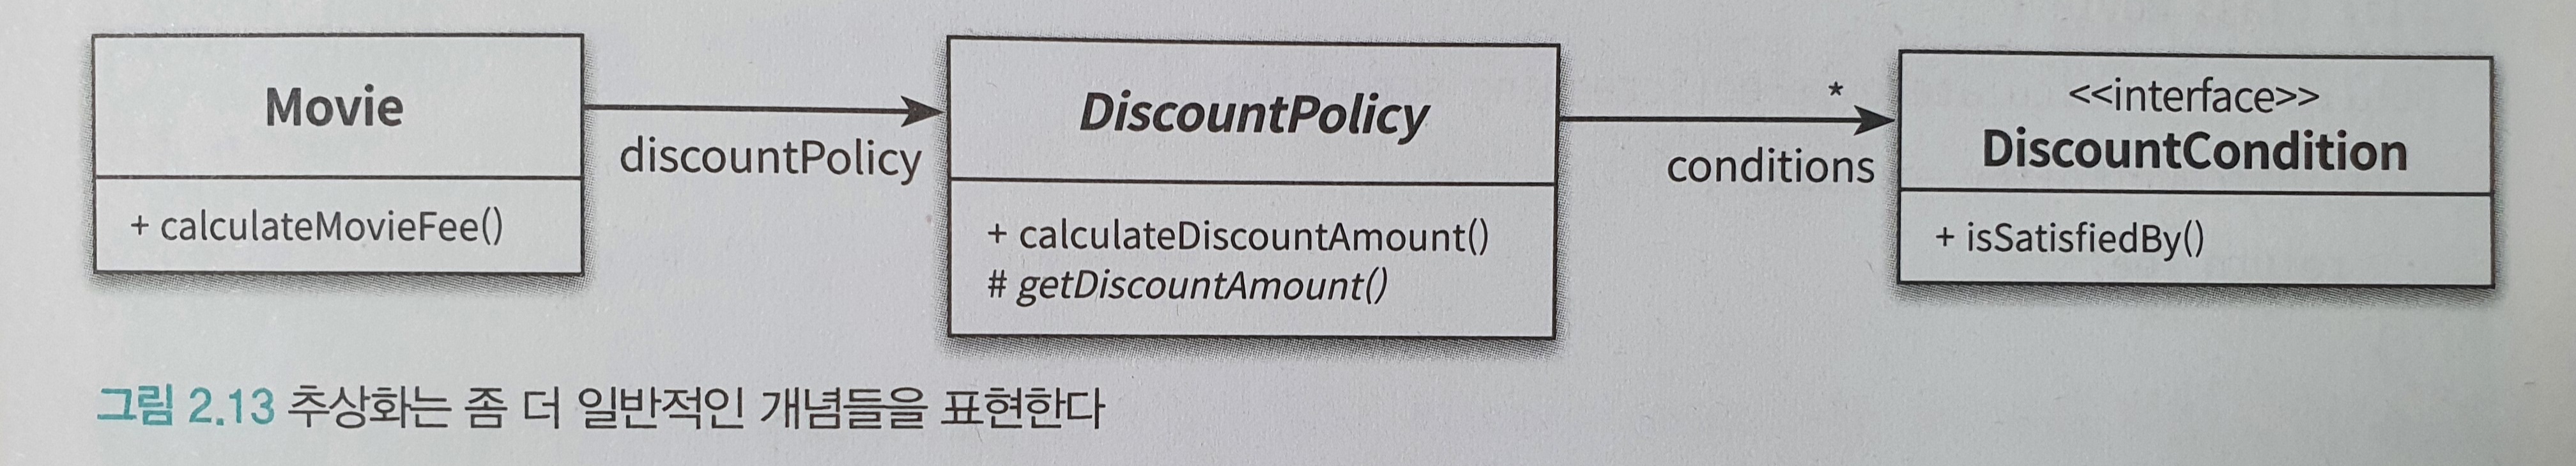 Movie
+ calculateMovieFee()
discountPolicy
DiscountPolicy
+ calculateDiscountAmount()
# getDiscountAmount()
*
conditions
<<interface>>
DiscountCondition
+ isSatisfiedBy()
그림 2.13 추상화는 좀 더 일반적인 개념들을 표현한다